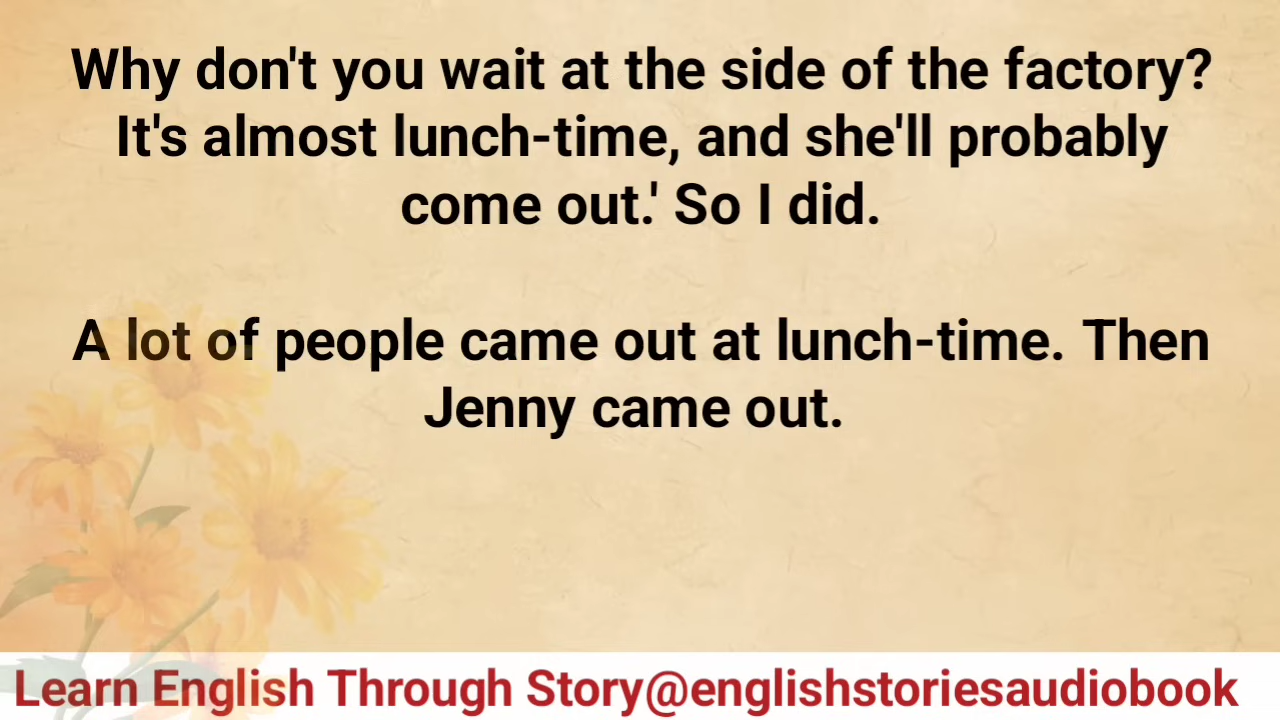 Why don't you wait at the side of the factory?
It's almost lunch-time, and she'll probably
come out.' So I did.
A lot of people came out at lunch-time. Then
Jenny came out.
Learn English Through Story@englishstoriesaudiobook